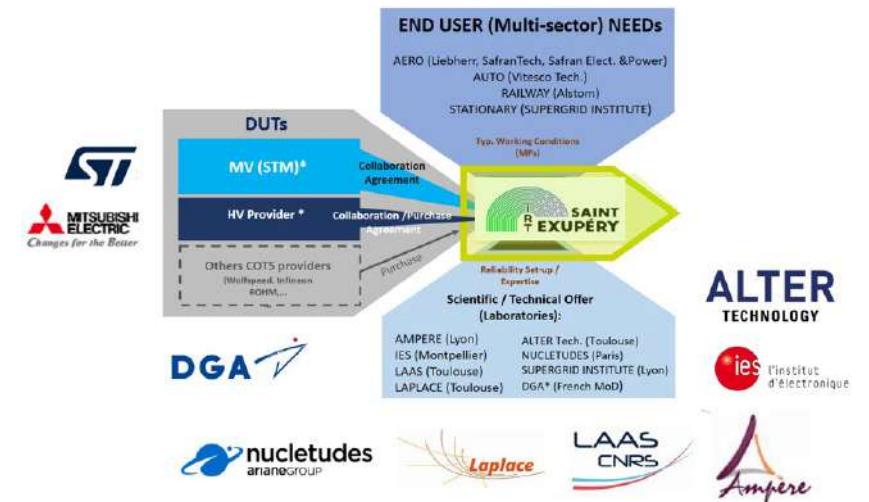 END USER (Multi-sector) NEEDs
AERO (Liebherr, SafranTech, Safran Elect. &Power)
AUTO (Vitesco Tech.)
RAILWAY (Alstom)
STATIONARY (SUPERGRID INSTITUTE)
Typ. Working Conditions
(MPs)
DUTs
MV (STM)*
Collaboration
Agreement
HV Provider *
Collaboration /Purchase
Agreement
Others COTS providers
(Wolfspeed, Infineon
ROHM,...
Purchase
ST
MITSUBISHI
ELECTRIC
Changes for the Better
IRT
SAINT
EXUPÉRY
Reliability Set-up /
Expertise
Scientific / Technical Offer
(Laboratories):
AMPERE (Lyon)
IES (Montpellier)
LAAS (Toulouse)
LAPLACE (Toulouse)
ALTER Tech. (Toulouse)
NUCLETUDES (Paris)
SUPERGRID INSTITUTE (Lyon)
DGA* (French MoD)
ALTER
TECHNOLOGY
DGA
ies
l'institut
d'électronique
nucletudes
arianeGROUP
Laplace
LAAS
CNRS
Ampère